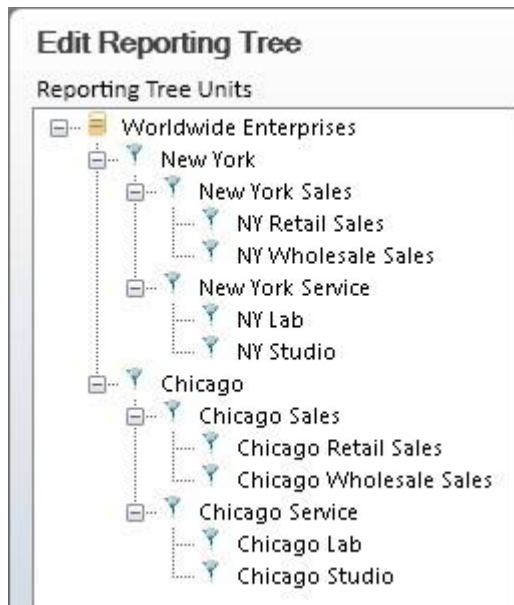 Edit Reporting Tree
Reporting Tree Units
Worldwide Enterprises
New York
New York Sales
NY Retail Sales
NY Wholesale Sales
New York Service
NY Lab
NY Studio
Chicago
Chicago Sales
Chicago Retail Sales
Chicago Wholesale Sales
Chicago Service
Chicago Lab
Chicago Studio